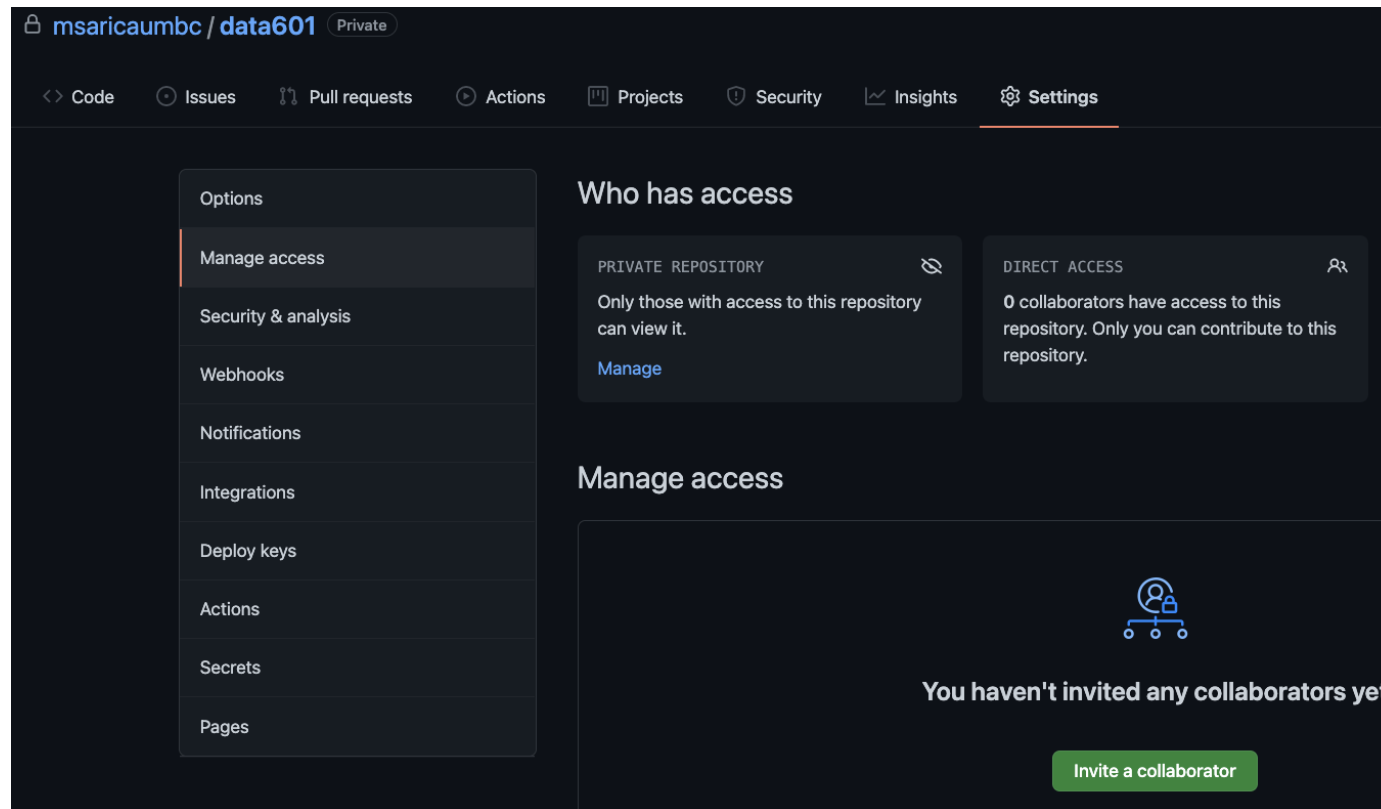 msaricaumbc / data601 Private
Code Issues Pull requests Actions Projects Security Insights Settings
Options
Manage access
Security & analysis
Webhooks
Notifications
Integrations
Deploy keys
Actions
Secrets
Pages
Who has access
PRIVATE REPOSITORY
Only those with access to this repository
can view it.
Manage
DIRECT ACCESS
0 collaborators have access to this
repository. Only you can contribute to this
repository.
Manage access
You haven't invited any collaborators ye
Invite a collaborator